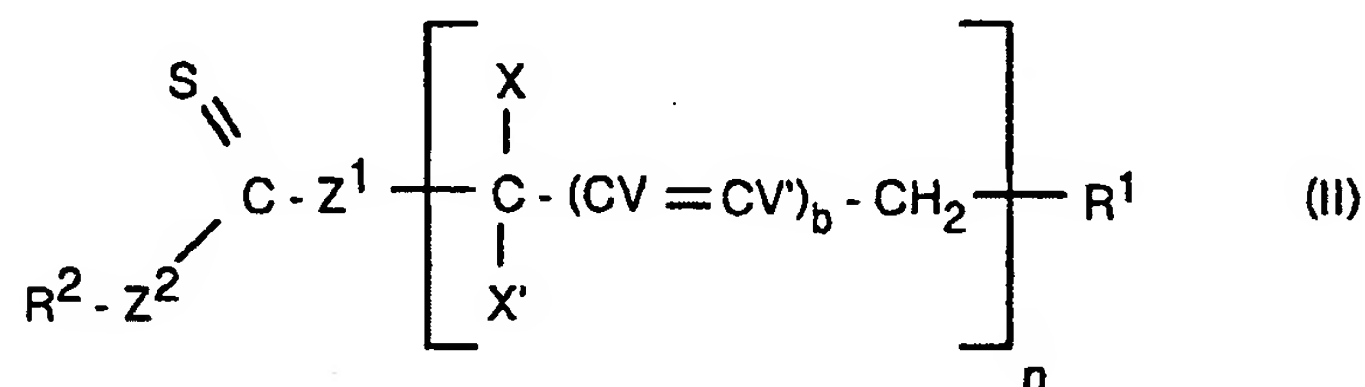 S X
C - Z¹ C - (CV = CV')b - CH₂ R¹ (II)
R² - Z² X'
n